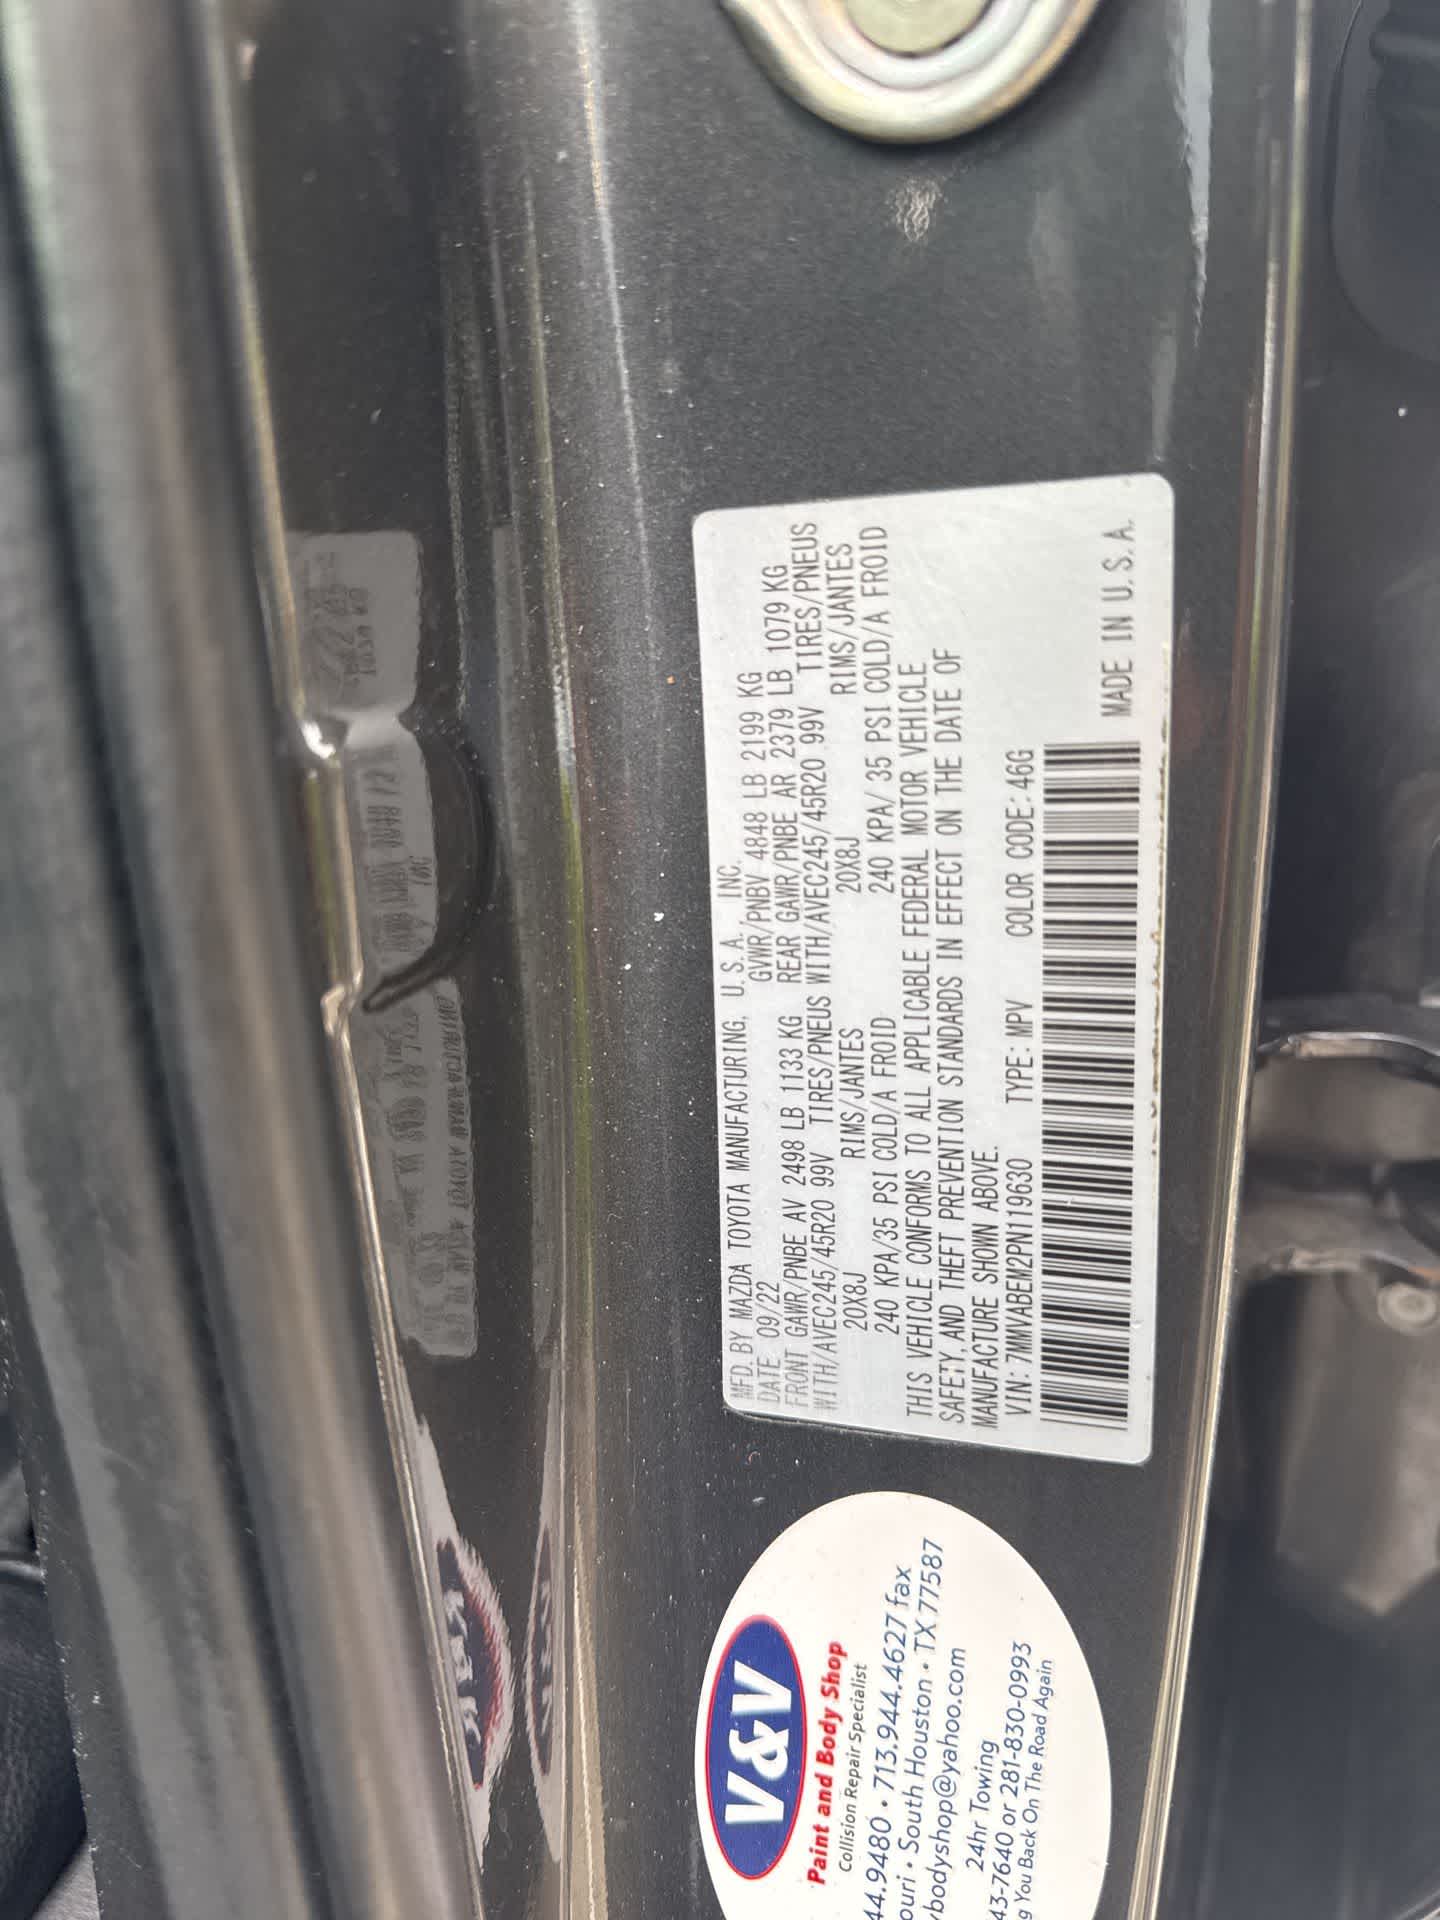 MFD. BY MAZDA TOYOTA MANUFACTURING, U.S.A., INC.
DATE 09/22 GVWR/PNBV 4848 LB 2199 KG
FRONT GAWR/PNBE AV 2498 LB 1133 KG REAR GAWR/PNBE AR 2379 LB 1079 KG
WITH/AVEC245/45R20 99V TIRES/PNEUS WITH/AVEC245/45R20 99V TIRES/PNEUS
20X8J RIMS/JANTES 20X8J RIMS/JANTES
240 KPA/35 PSI COLD/A FROID 240 KPA/ 35 PSI COLD/A FROID
THIS VEHICLE CONFORMS TO ALL APPLICABLE FEDERAL MOTOR VEHICLE
SAFETY, AND THEFT PREVENTION STANDARDS IN EFFECT ON THE DATE OF
MANUFACTURE SHOWN ABOVE.
VIN: 7MMVABEM2PN119630 TYPE: MPV COLOR CODE: 46G
MADE IN U.S.A.
V&V
Paint and Body Shop
Collision Repair Specialist
44.9480 • 713.944.4627 fax
ouri • South Houston • TX 77587
bodyshop@yahoo.com
24hr Towing
43-7640 or 281-830-0993
g You Back On The Road Again